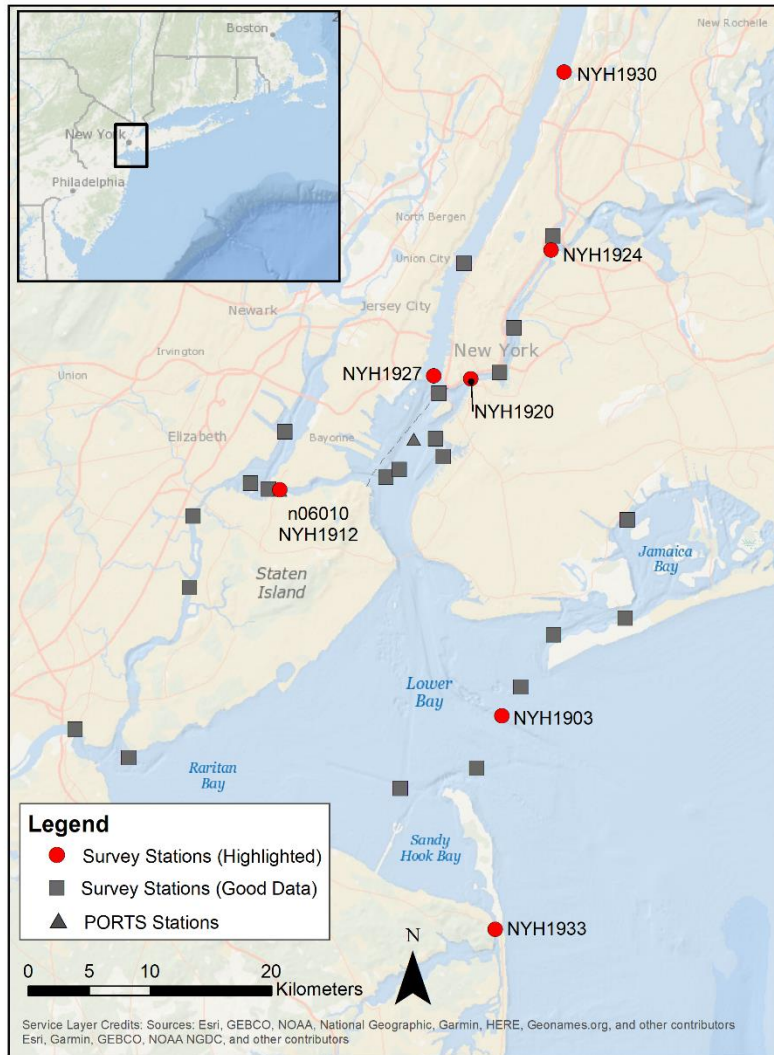 Boston
2
New York
Philadelphia
New Rochelle
NYH1930
North Bergen
NYH1924
Union City
Newark
Jersey City
Irvington
New York
NYH1927
Union
NYH1920
Elizabeth
Bayonne
n06010
NYH1912
Jamaica
Bay
Staten
Island
Lower
Bay
NYH1903
Raritan
Bay
Sandy
Hook Bay
Legend
Survey Stations (Highlighted)
Survey Stations (Good Data)
PORTS Stations
NYH1933
N
0 5 10 20
Kilometers
Service Layer Credits: Sources: Esri, GEBCO, NOAA, National Geographic, Garmin, HERE, Geonames.org, and other contributors
Esri, Garmin, GEBCO, NOAA NGDC, and other contributors